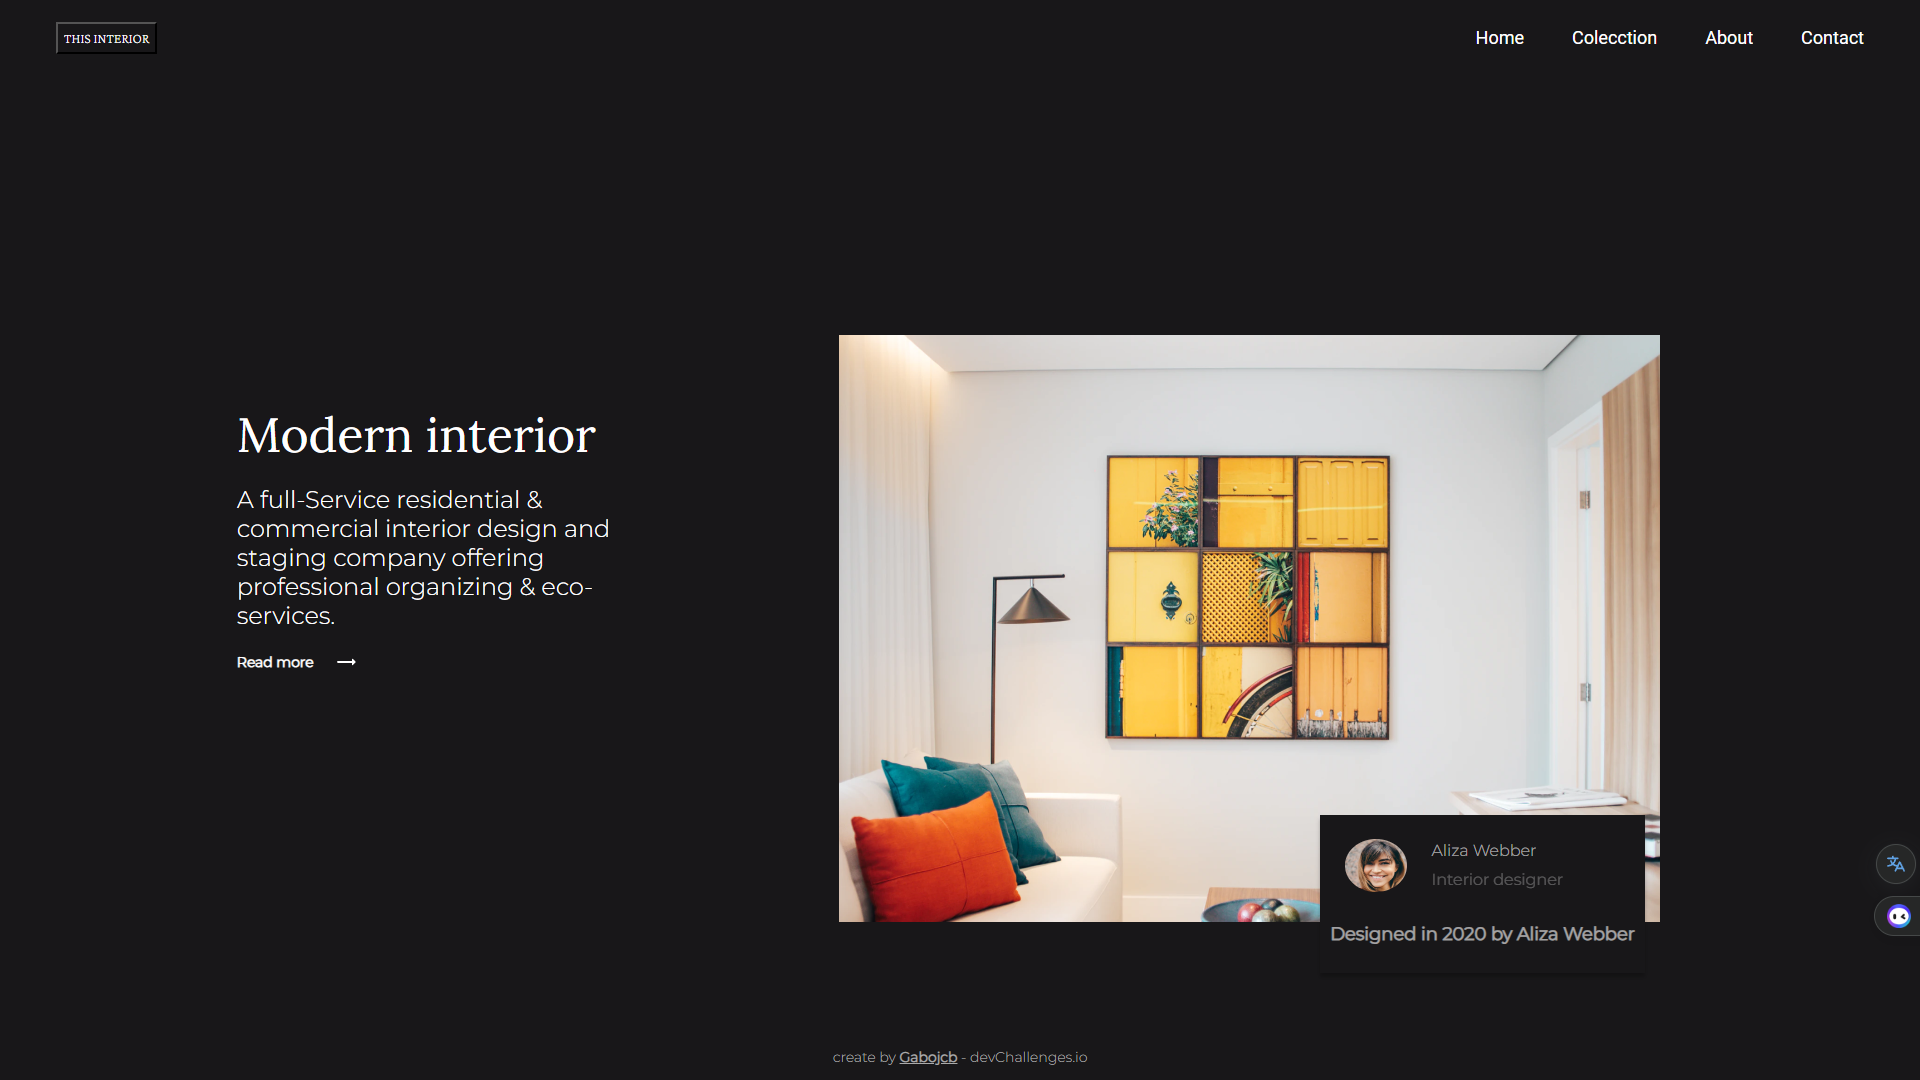 THIS INTERIOR
Home Colecction About Contact
Modern interior
A full-Service residential &
commercial interior design and
staging company offering
professional organizing & eco-
services.
Read more
Aliza Webber
Interior designer
Designed in 2020 by Aliza Webber
create by Gabojcb - devChallenges.io